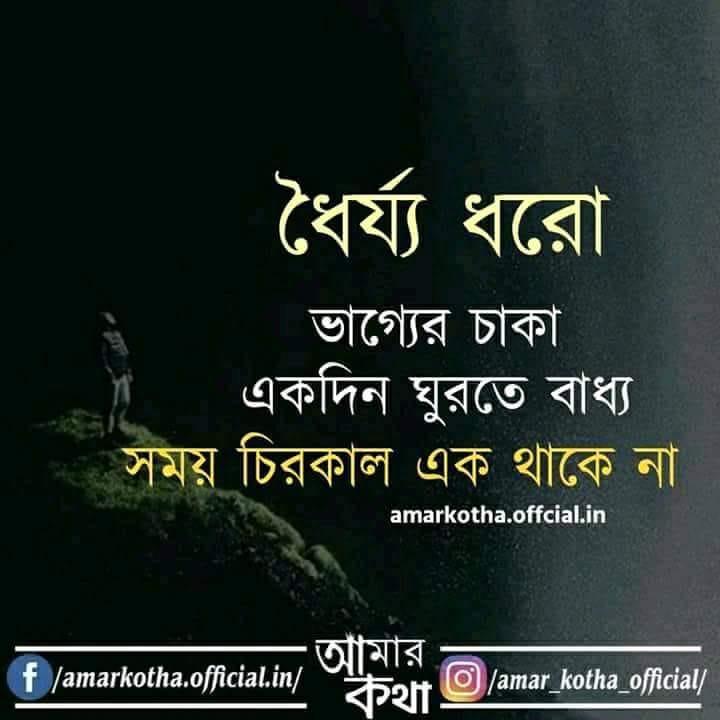 ধৈর্য্য ধরো
ভাগ্যের চাকা
একদিন ঘুরতে বাধ্য
সময় চিরকাল এক থাকে না
amarkotha.offcial.in
f /amarkotha.official.in/ আমার কথা /amar_kotha_official/